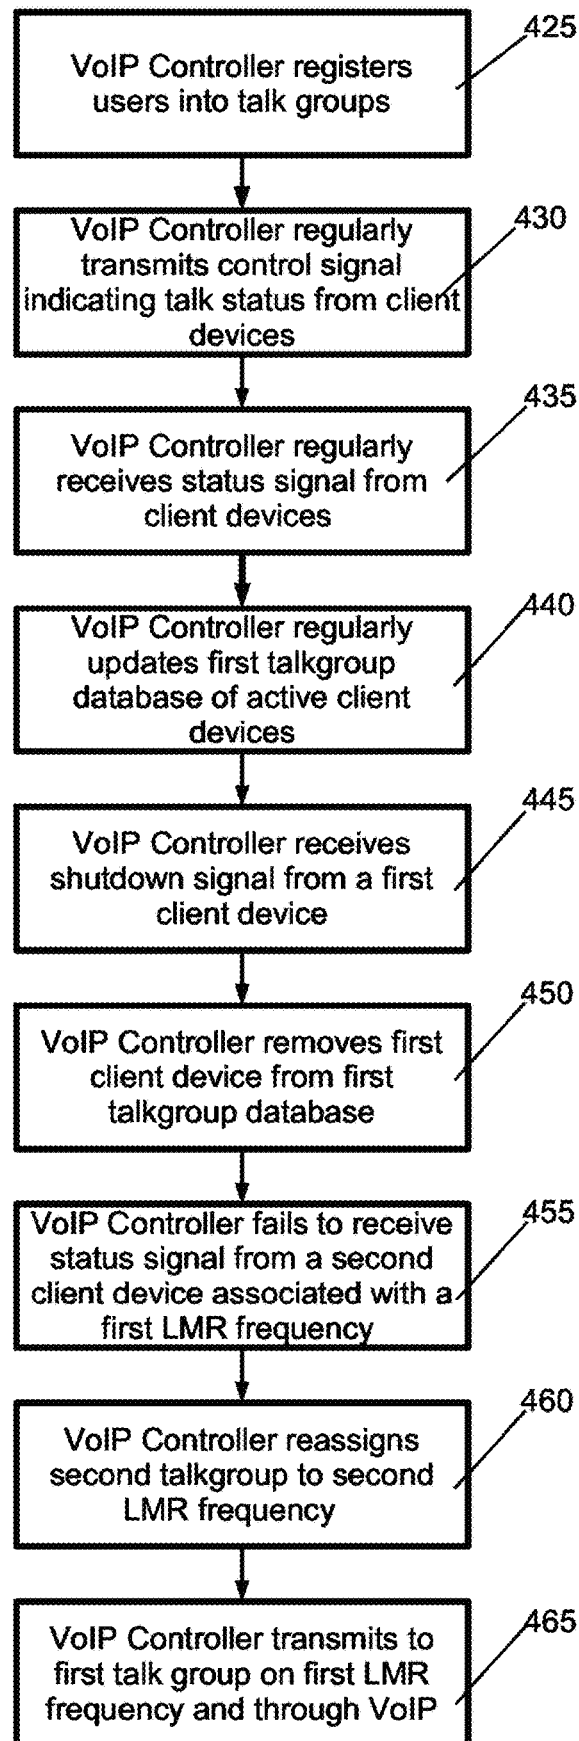 425
VoIP Controller registers
users into talk groups
430
VoIP Controller regularly
transmits control signal
indicating talk status from client
devices
435
VoIP Controller regularly
receives status signal from
client devices
440
VoIP Controller regularly
updates first talkgroup
database of active client
devices
445
VoIP Controller receives
shutdown signal from a first
client device
450
VoIP Controller removes first
client device from first
talkgroup database
455
VoIP Controller fails to receive
status signal from a second
client device associated with a
first LMR frequency
460
VoIP Controller reassigns
second talkgroup to second
LMR frequency
465
VoIP Controller transmits to
first talk group on first LMR
frequency and through VoIP